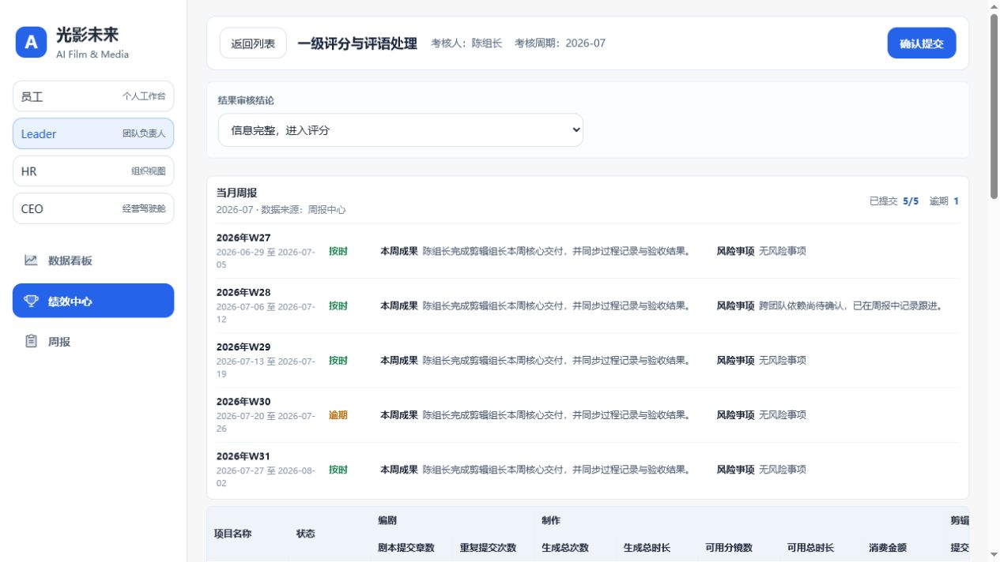 A
光影未来
AI Film & Media
员工 个人工作台
Leader 团队负责人
HR 组织视图
CEO 经营驾驶舱
数据看板
绩效中心
周报
返回列表 一级评分与评语处理 考核人：陈组长 考核周期：2026-07 确认提交
结果审核结论
信息完整，进入评分
当月周报
2026-07 · 数据来源：周报中心
已提交 5/5 逾期 1
2026年W27
2026-06-29 至 2026-07-
05
按时
本周成果 陈组长完成剪辑组长本周核心交付，并同步过程记录与验收结果。
风险事项 无风险事项
2026年W28
2026-07-06 至 2026-07-
12
按时
本周成果 陈组长完成剪辑组长本周核心交付，并同步过程记录与验收结果。
风险事项 跨团队依赖尚待确认，已在周报中记录跟进。
2026年W29
2026-07-13 至 2026-07-
19
按时
本周成果 陈组长完成剪辑组长本周核心交付，并同步过程记录与验收结果。
风险事项 无风险事项
2026年W30
2026-07-20 至 2026-07-
26
逾期
本周成果 陈组长完成剪辑组长本周核心交付，并同步过程记录与验收结果。
风险事项 无风险事项
2026年W31
2026-07-27 至 2026-08-
02
按时
本周成果 陈组长完成剪辑组长本周核心交付，并同步过程记录与验收结果。
风险事项 无风险事项
项目名称 状态
编剧 制作 剪辑
剧本提交章数 重复提交次数 生成总次数 生成总时长 可用分镜数 可用总时长 消费金额 提交